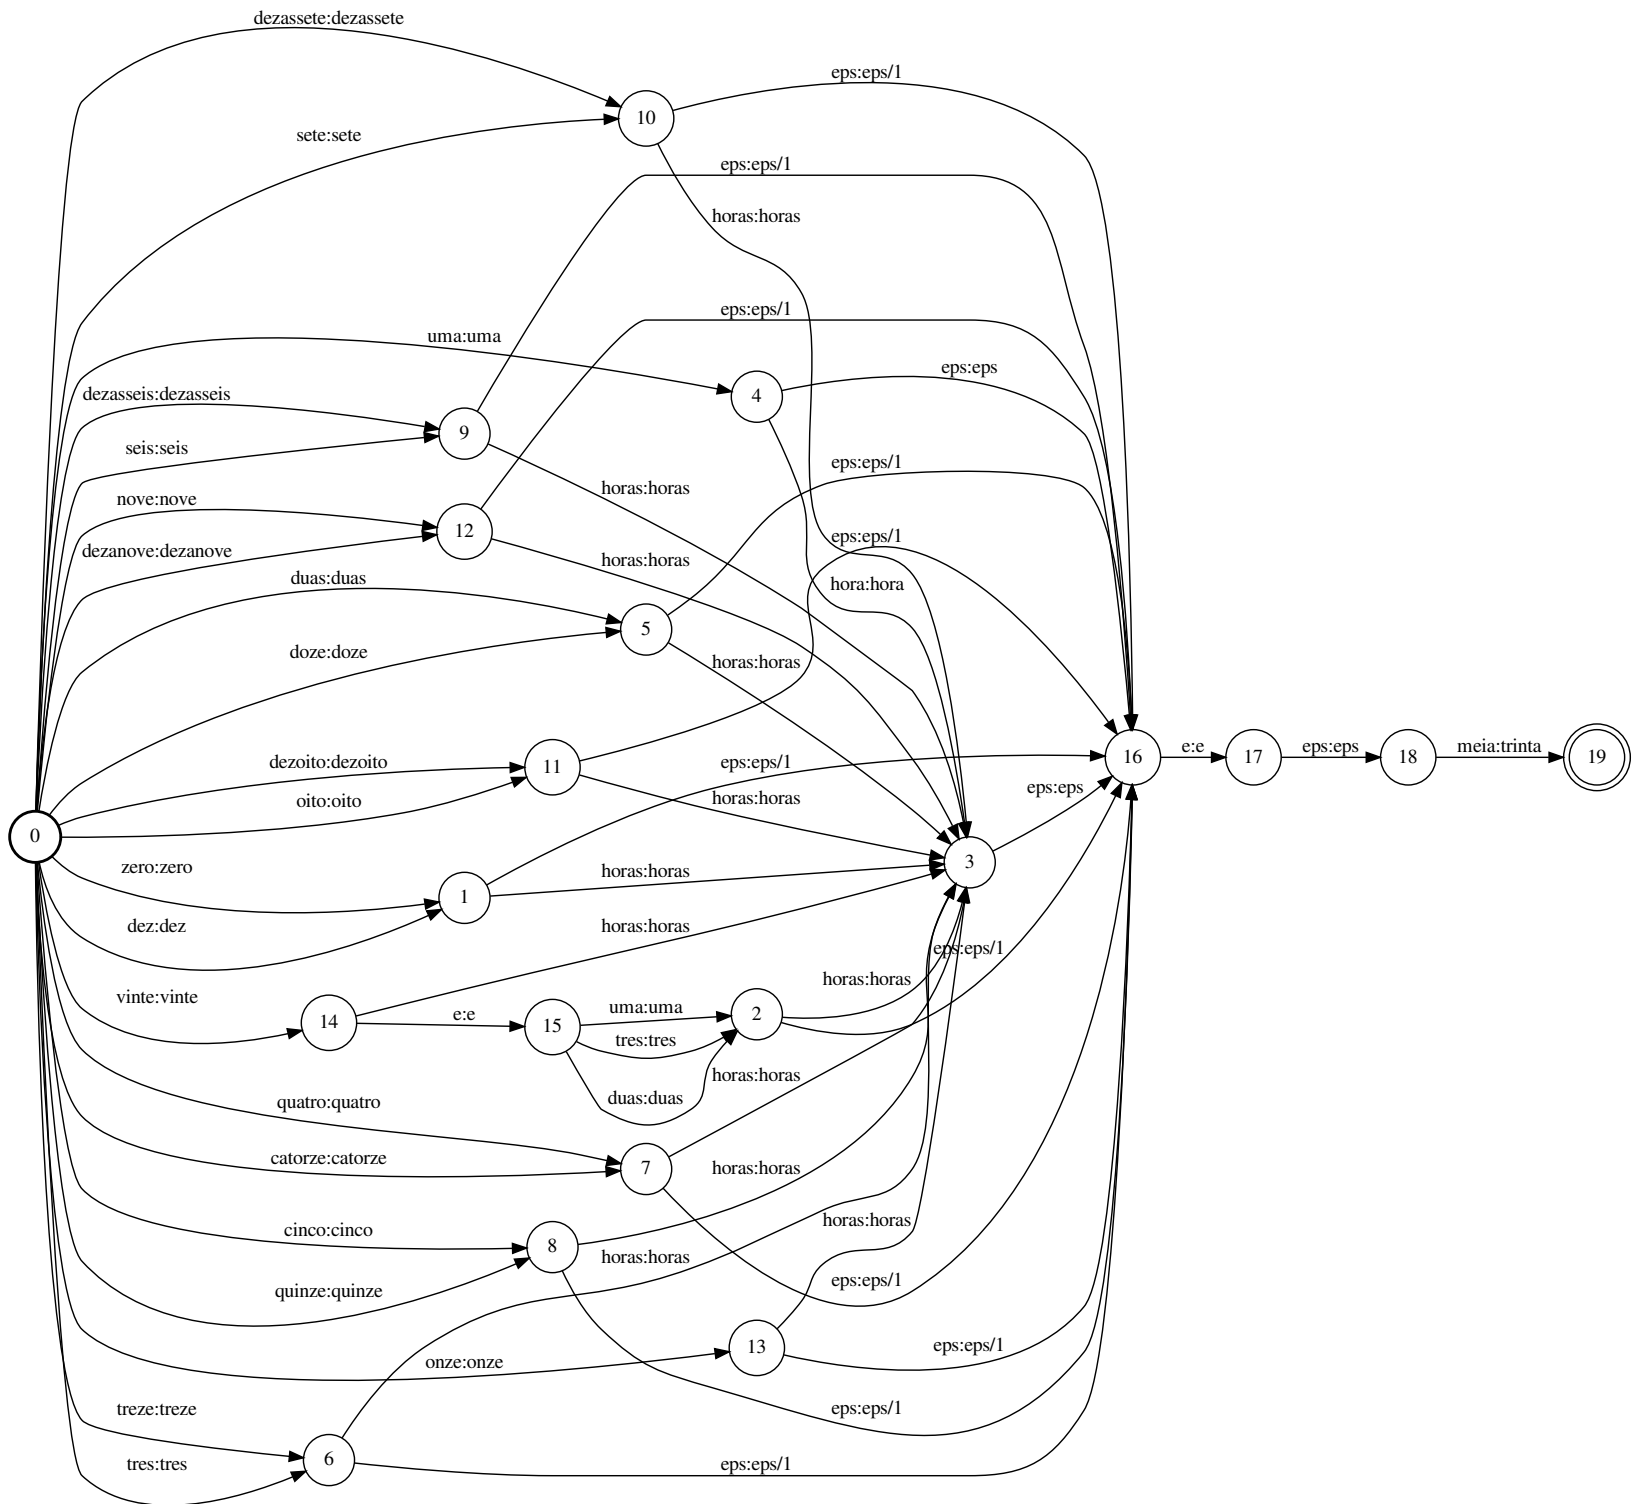 dezassete:dezassete
eps:eps/1
10
sete:sete
eps:eps/1
horas:horas
eps:eps/1
uma:uma
eps:eps
dezasseis:dezasseis
4
9
seis:seis
eps:eps/1
horas:horas
nove:nove
12
eps:eps/1
dezanove:dezanove
horas:horas
duas:duas
hora:hora
5
doze:doze
horas:horas
16
e:e
17
eps:eps
18
meia:trinta
19
dezoito:dezoito
11
eps:eps/1
eps:eps
oito:oito
horas:horas
0
3
zero:zero
horas:horas
1
dez:dez
horas:horas
eps:eps/1
horas:horas
vinte:vinte
14
e:e
15
uma:uma
2
tres:tres
horas:horas
duas:duas
quatro:quatro
catorze:catorze
7
horas:horas
cinco:cinco
horas:horas
8
horas:horas
quinze:quinze
eps:eps/1
13
eps:eps/1
onze:onze
treze:treze
eps:eps/1
6
tres:tres
eps:eps/1